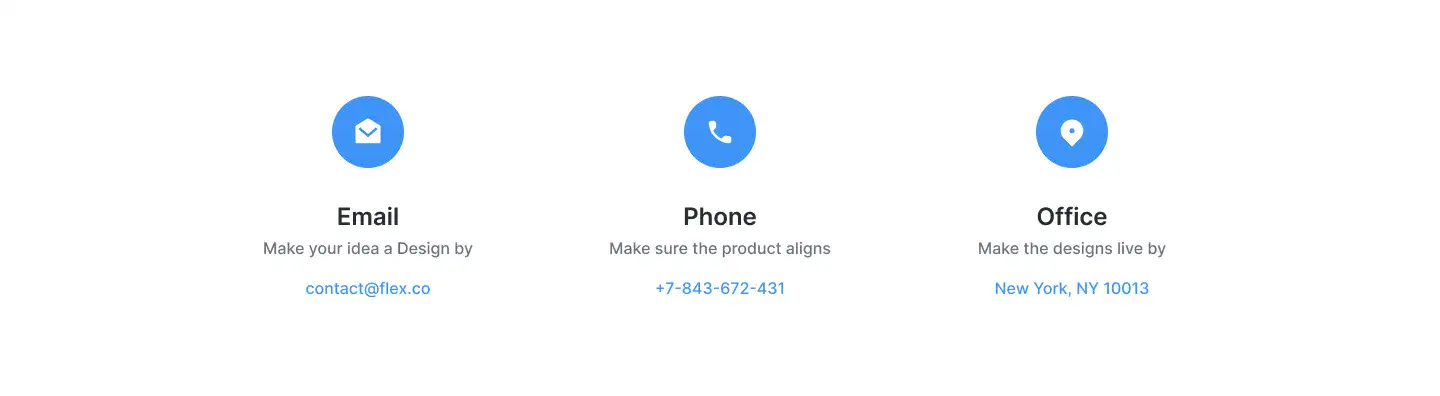 Email
Make your idea a Design by
contact@flex.co
Phone
Make sure the product aligns
+7-843-672-431
Office
Make the designs live by
New York, NY 10013